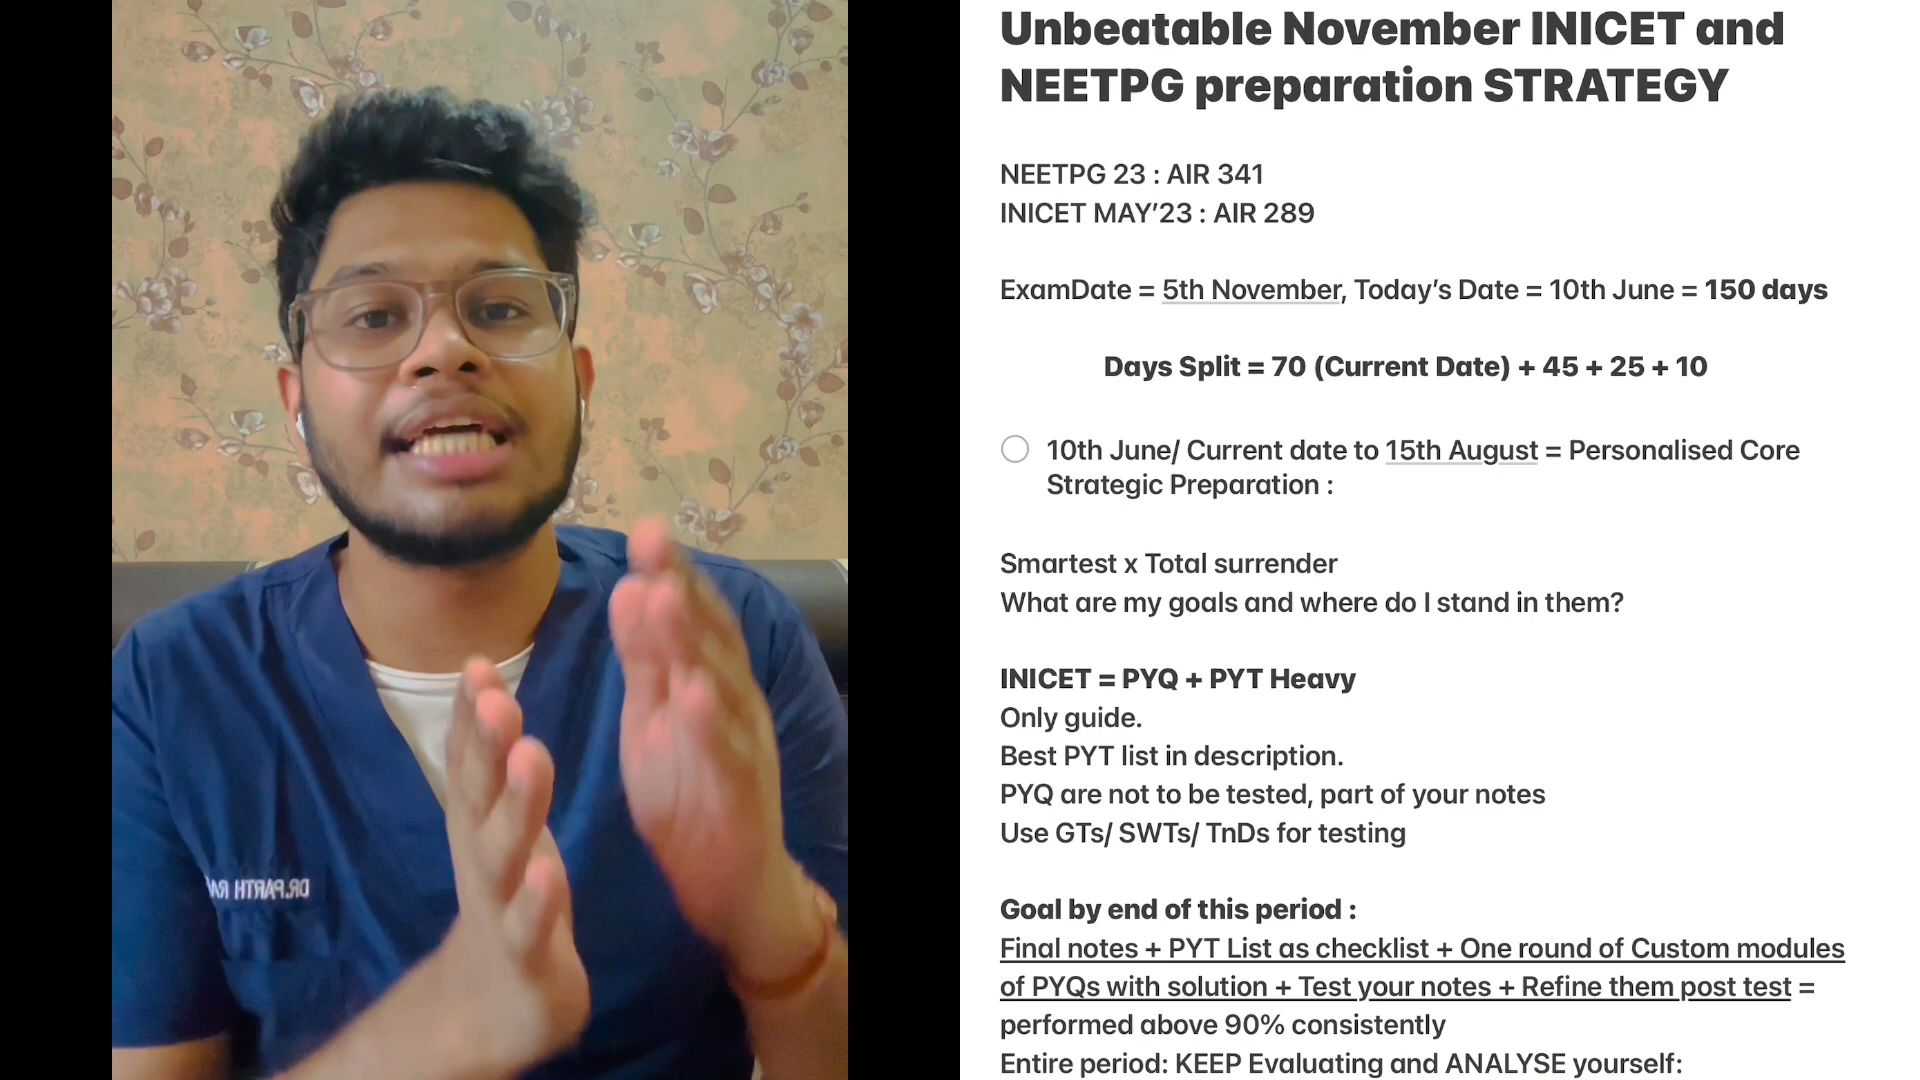 Unbeatable November INICET and
NEETPG preparation STRATEGY
NEETPG 23 : AIR 341
INICET MAY’23 : AIR 289
ExamDate = 5th November, Today’s Date = 10th June = 150 days
Days Split = 70 (Current Date) + 45 + 25 + 10
10th June/ Current date to 15th August = Personalised Core
Strategic Preparation :
Smartest x Total surrender
What are my goals and where do I stand in them?
INICET = PYQ + PYT Heavy
Only guide.
Best PYT list in description.
PYQ are not to be tested, part of your notes
Use GTs/ SWTs/ TnDs for testing
Goal by end of this period :
Final notes + PYT List as checklist + One round of Custom modules
of PYQs with solution + Test your notes + Refine them post test =
performed above 90% consistently
Entire period: KEEP Evaluating and ANALYSE yourself:
DR.PARTH